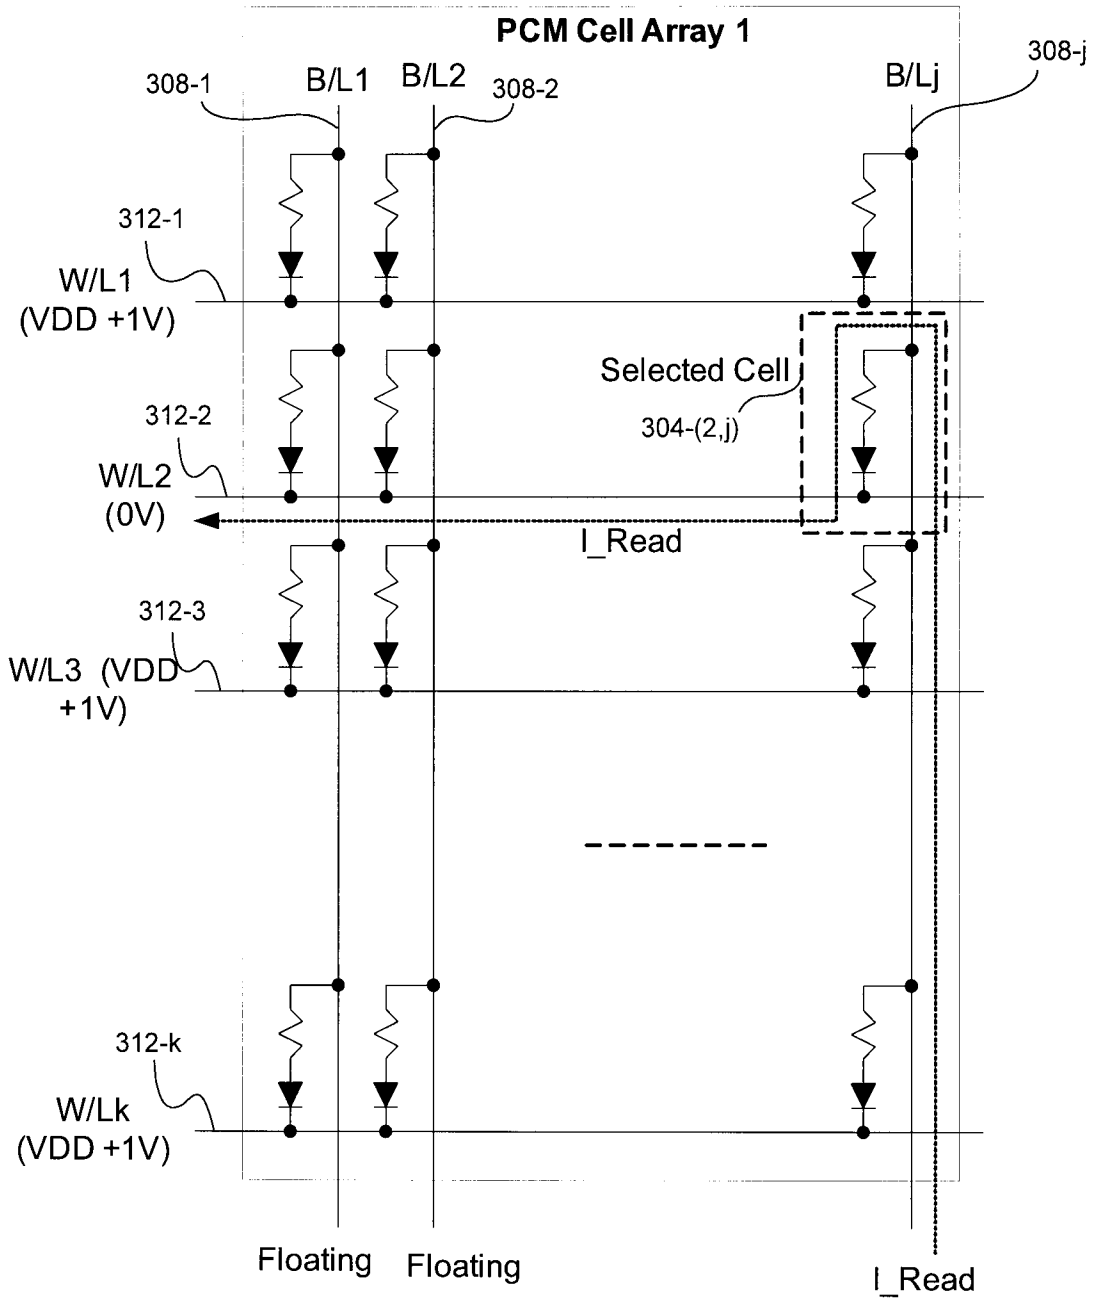 PCM Cell Array 1
308-1
B/L1
B/L2
308-2
B/Lj
308-j
312-1
W/L1
(VDD +1V)
Selected Cell
304-(2,j)
312-2
W/L2
(0V)
I_Read
312-3
W/L3 (VDD
+1V)
312-k
W/Lk
(VDD +1V)
Floating
Floating
I_Read